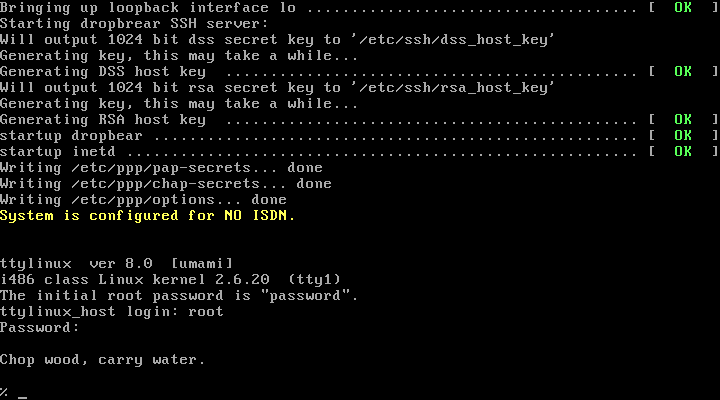 Bringing up loopback interface lo ................................. [  OK  ]
Starting dropbrear SSH server:
Will output 1024 bit dss secret key to '/etc/ssh/dss_host_key'
Generating key, this may take a while...
Generating DSS host key  .......................................... [  OK  ]
Will output 1024 bit rsa secret key to '/etc/ssh/rsa_host_key'
Generating key, this may take a while...
Generating RSA host key  .......................................... [  OK  ]
startup dropbear .................................................. [  OK  ]
startup inetd ..................................................... [  OK  ]
Writing /etc/ppp/pap-secrets... done
Writing /etc/ppp/chap-secrets... done
Writing /etc/ppp/options... done
System is configured for NO ISDN.
ttylinux  ver 8.0  [umami]
i486 class Linux kernel 2.6.20  (tty1)
The initial root password is "password".
ttylinux_host login: root
Password:
Chop wood, carry water.
% _